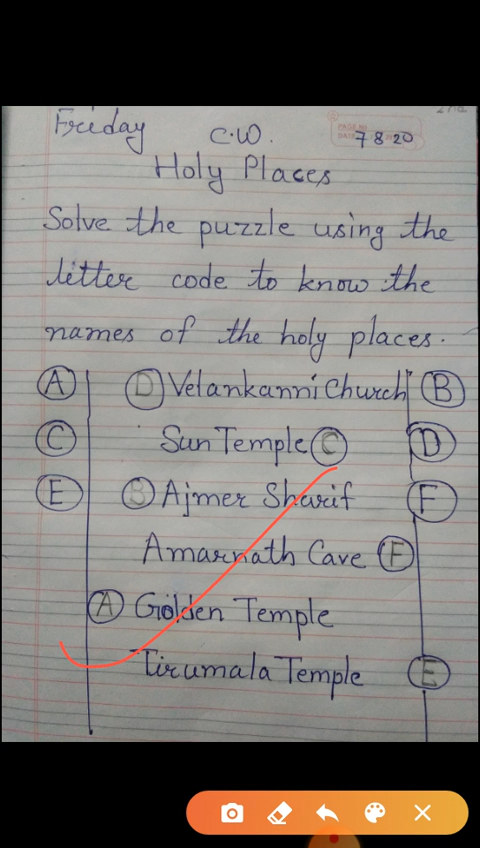 Friday C.W. 7 8 20
Holy Places
Solve the puzzle using the
letter code to know the
names of the holy places.
A D Velankanni Church B
C Sun Temple C D
E B Ajmer Sharif F
Amarnath Cave F
A Golden Temple
Tirumala Temple E